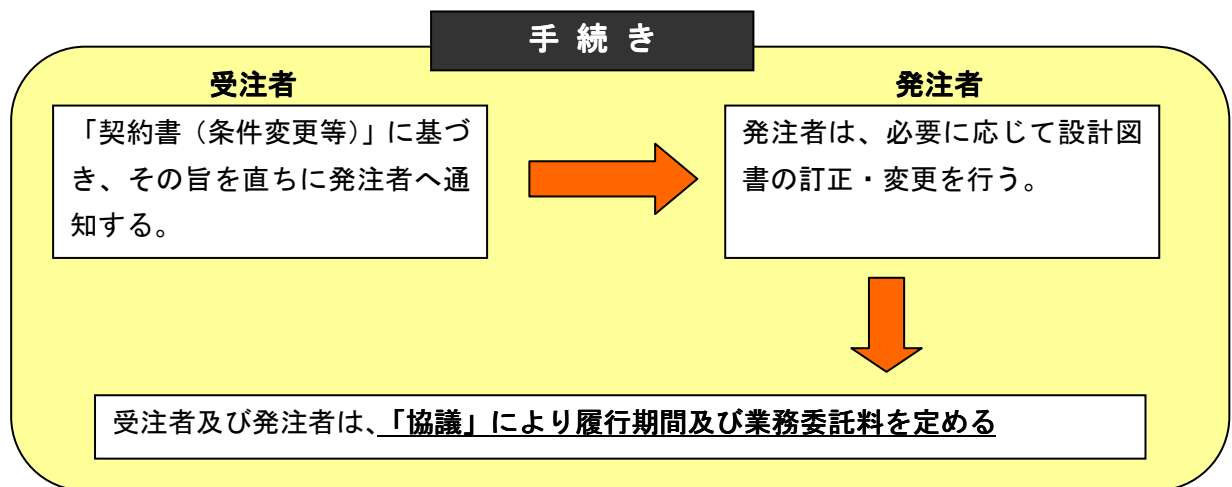 手 続 き
受注者
「契約書（条件変更等）」に基づ
き、その旨を直ちに発注者へ通
知する。
発注者
発注者は、必要に応じて設計図
書の訂正・変更を行う。
受注者及び発注者は、「協議」により履行期間及び業務委託料を定める